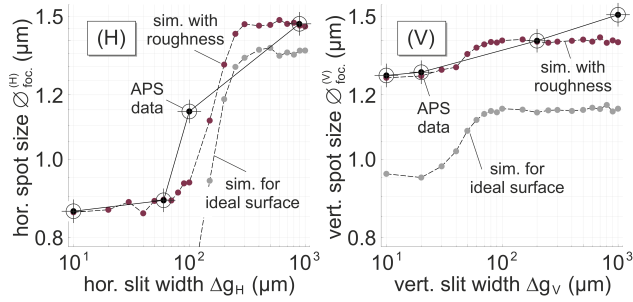 hor. spot size Ø foc. (H) (μm)
1.5
1.2
1.0
0.8
(H)
sim. with
roughness
APS
data
sim. for
ideal surface
10¹ 10² 10³
hor. slit width Δg_H (μm)
vert. spot size Ø foc. (V) (μm)
1.5
1.2
1.0
0.8
(V)
sim. with
roughness
APS
data
sim. for
ideal surface
10¹ 10² 10³
vert. slit width Δg_V (μm)